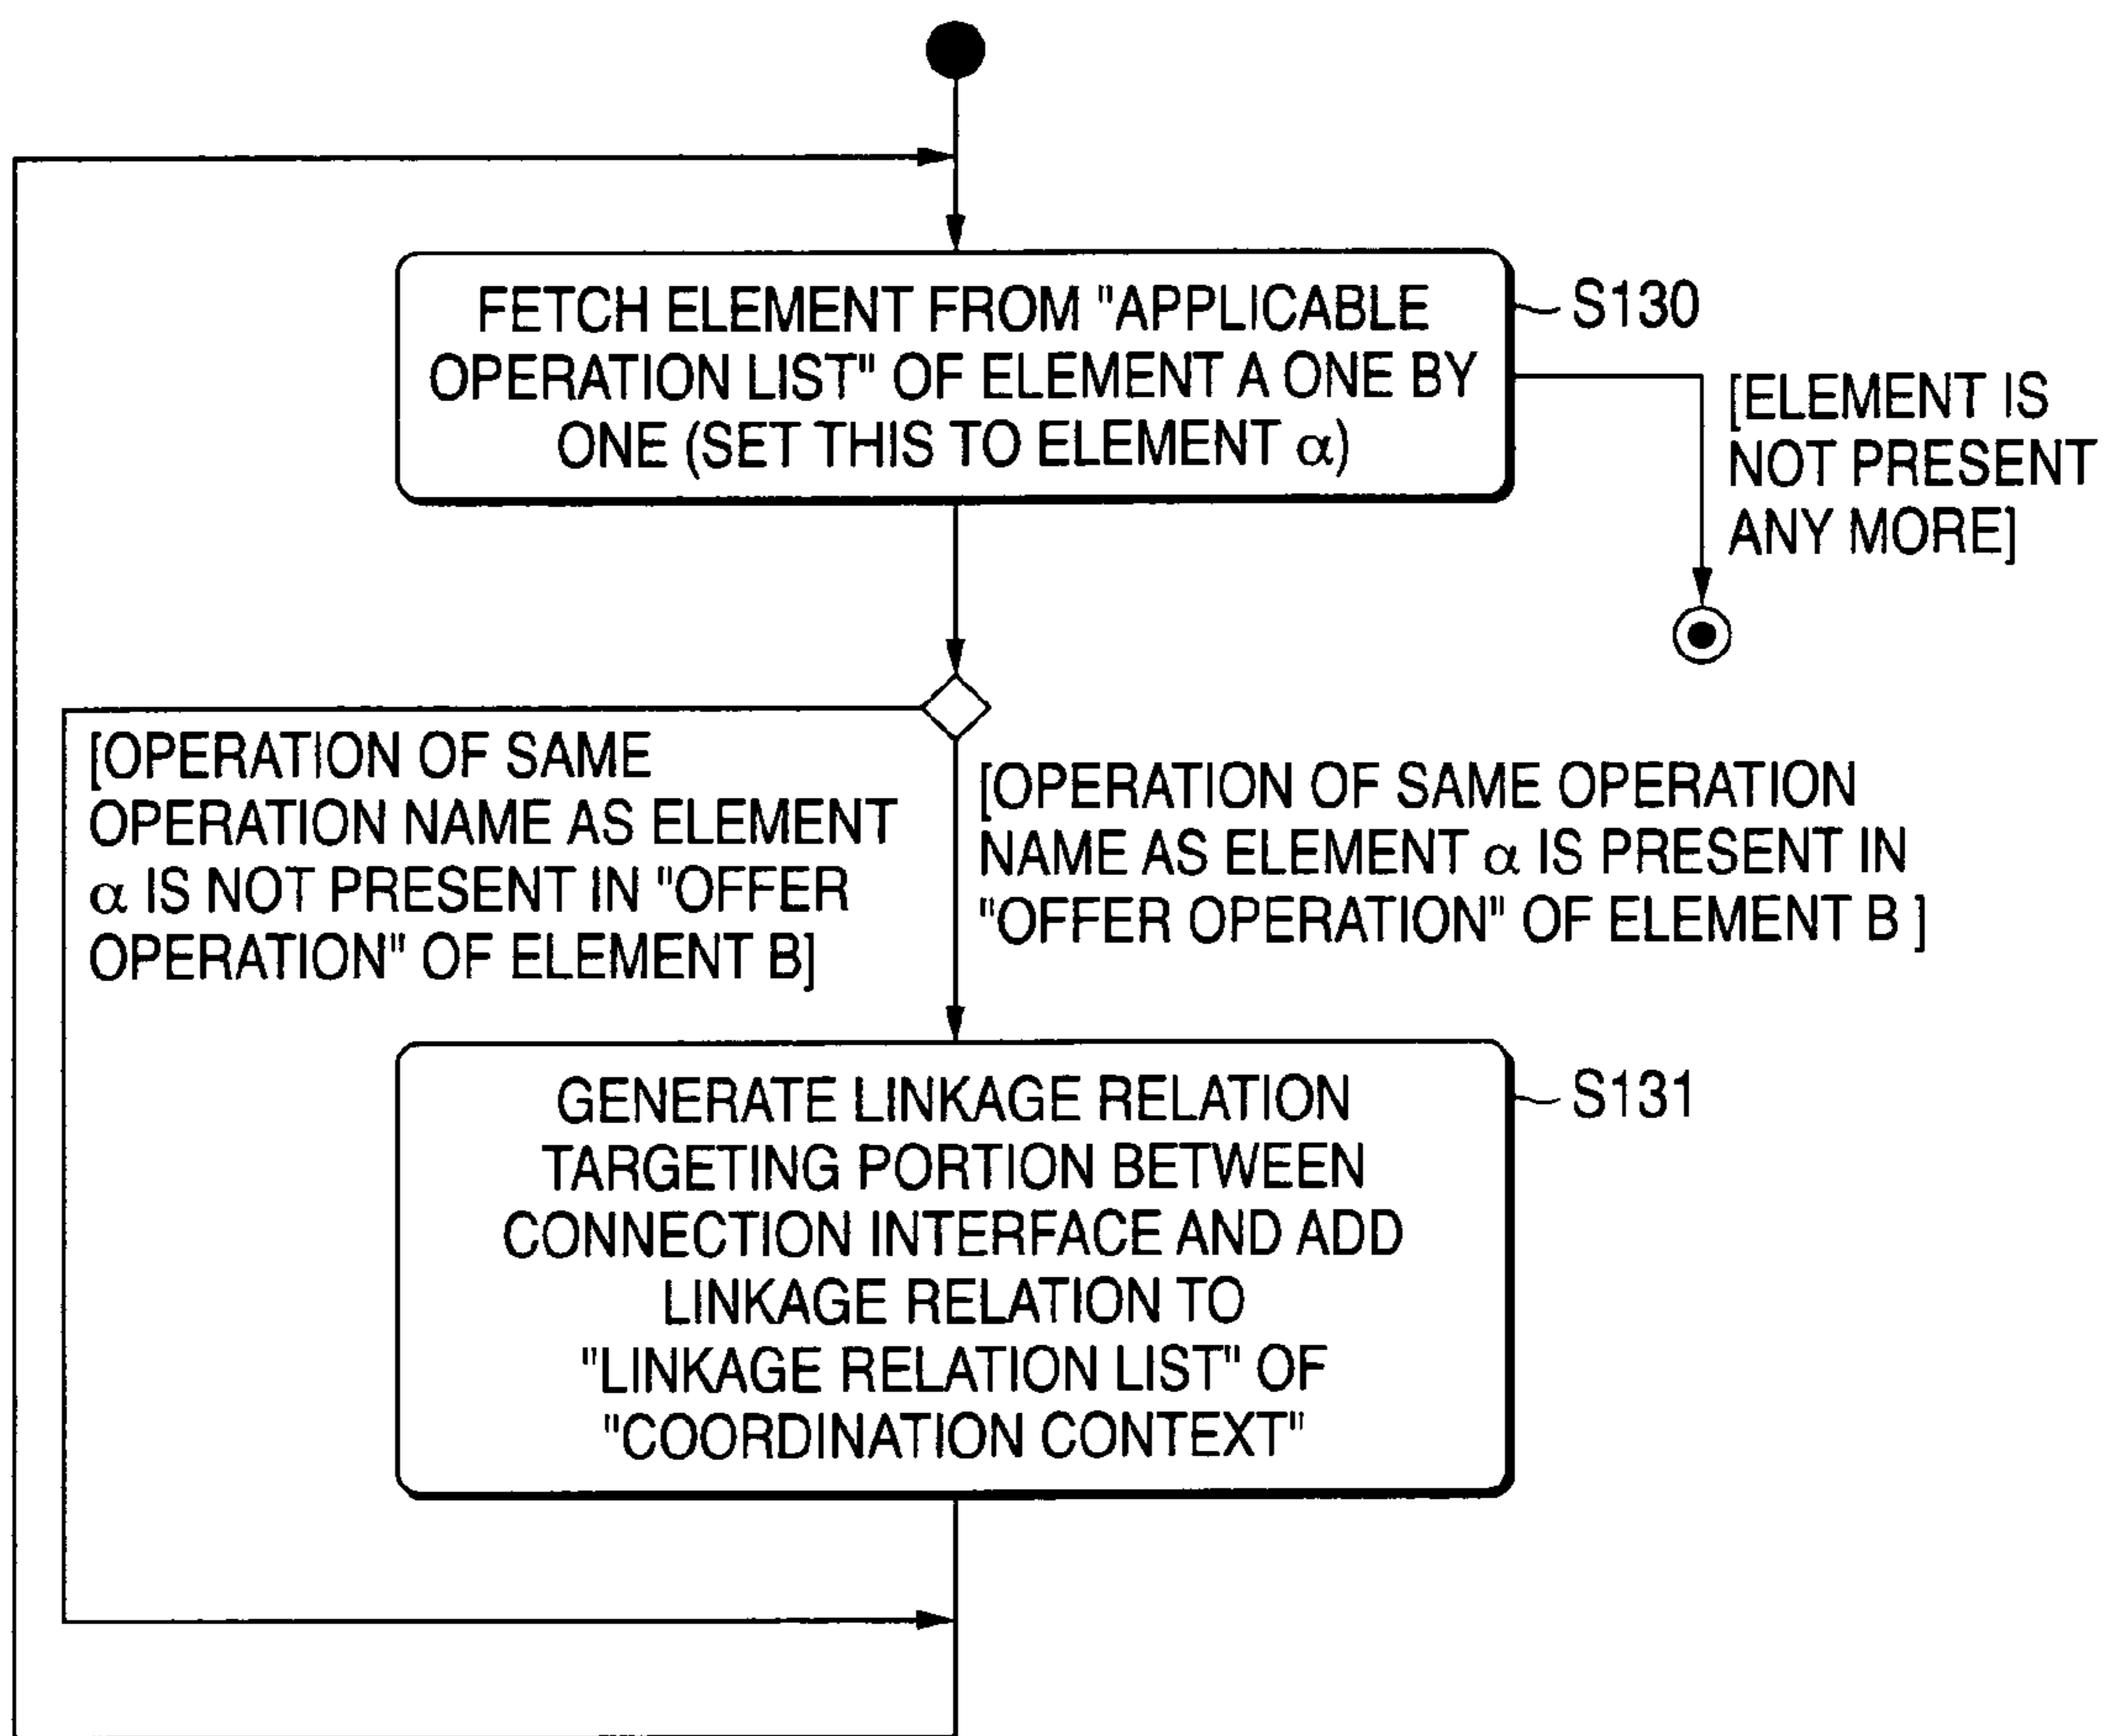 FETCH ELEMENT FROM "APPLICABLE
OPERATION LIST" OF ELEMENT A ONE BY
ONE (SET THIS TO ELEMENT α)
S130
[ELEMENT IS
NOT PRESENT
ANY MORE]
[OPERATION OF SAME
OPERATION NAME AS ELEMENT
α IS NOT PRESENT IN "OFFER
OPERATION" OF ELEMENT B]
[OPERATION OF SAME OPERATION
NAME AS ELEMENT α IS PRESENT IN
"OFFER OPERATION" OF ELEMENT B ]
GENERATE LINKAGE RELATION
TARGETING PORTION BETWEEN
CONNECTION INTERFACE AND ADD
LINKAGE RELATION TO
"LINKAGE RELATION LIST" OF
"COORDINATION CONTEXT"
S131